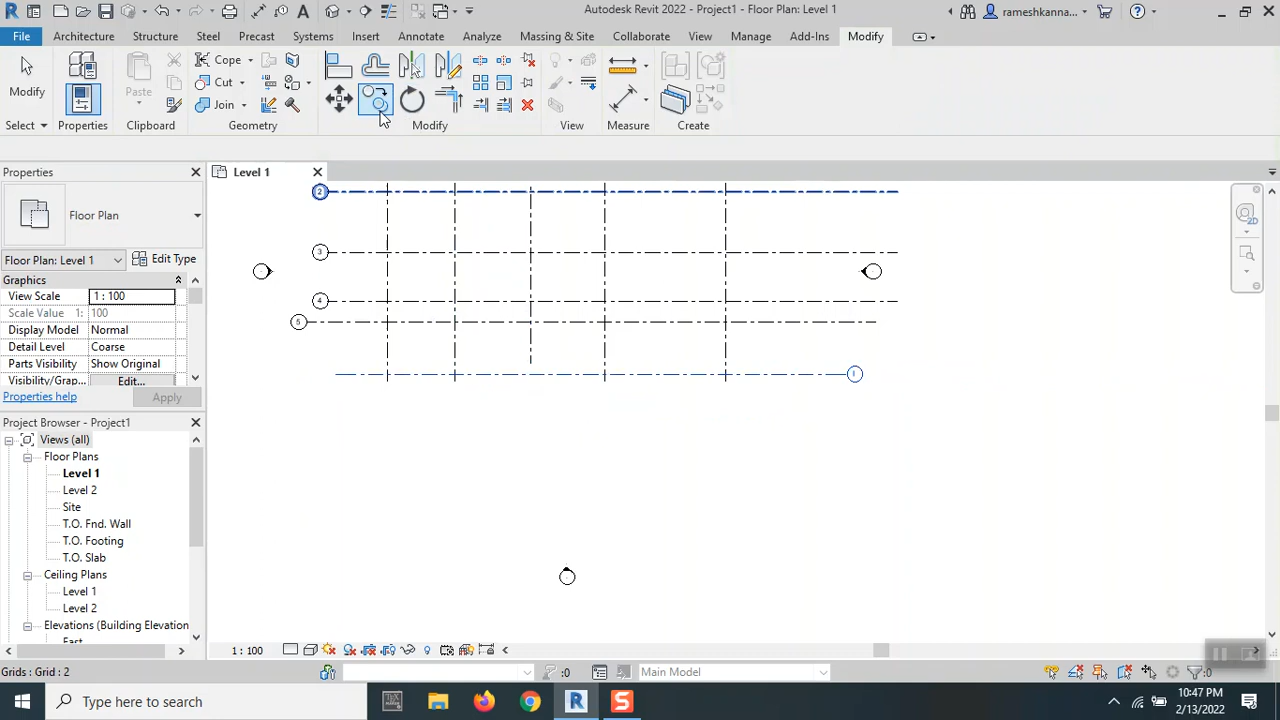 Autodesk Revit 2022 - Project1 - Floor Plan: Level 1
rameshkanna...
File Architecture Structure Steel Precast Systems Insert Annotate Analyze Massing & Site Collaborate View Manage Add-Ins Modify
Modify
Properties
Paste
Cope
Cut
Join
Select Properties Clipboard Geometry Modify View Measure Create
Properties
Level 1
Floor Plan
Floor Plan: Level 1 Edit Type
Graphics
View Scale 1 : 100
Scale Value 1: 100
Display Model Normal
Detail Level Coarse
Parts Visibility Show Original
Visibility/Grap... Edit...
Properties help Apply
Project Browser - Project1
Views (all)
Floor Plans
Level 1
Level 2
Site
T.O. Fnd. Wall
T.O. Footing
T.O. Slab
Ceiling Plans
Level 1
Level 2
Elevations (Building Elevation
East
2
3
4
5
1
2D
1 : 100
Grids : Grid : 2
:0
Main Model
:0
Type here to search
10:47 PM
2/13/2022